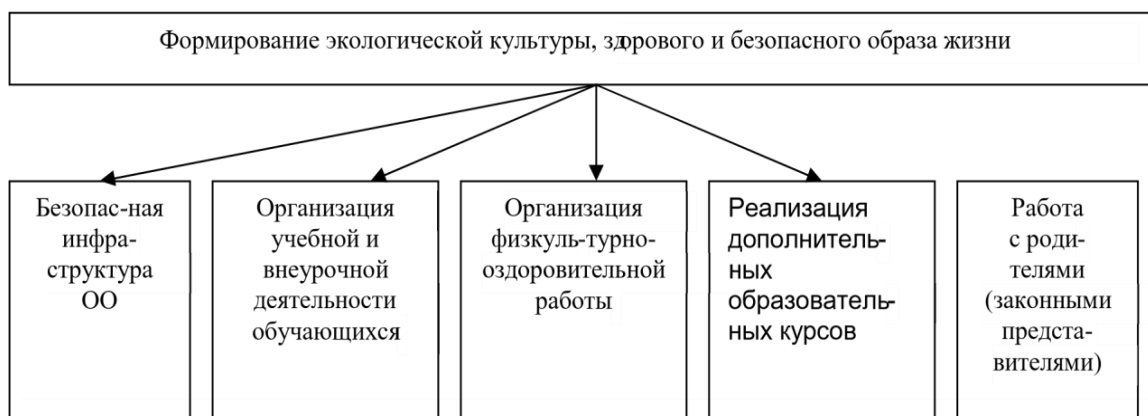 Формирование экологической культуры, здорового и безопасного образа жизни
Безопас-ная
инфра-
структура
ОО
Организация
учебной и
внеурочной
деятельности
обучающихся
Организация
физкуль-турно-
оздоровительной
работы
Реализация
дополнитель-
ных
образователь-
ных курсов
Работа
с роди-
телями
(законными
предста-
вителями)